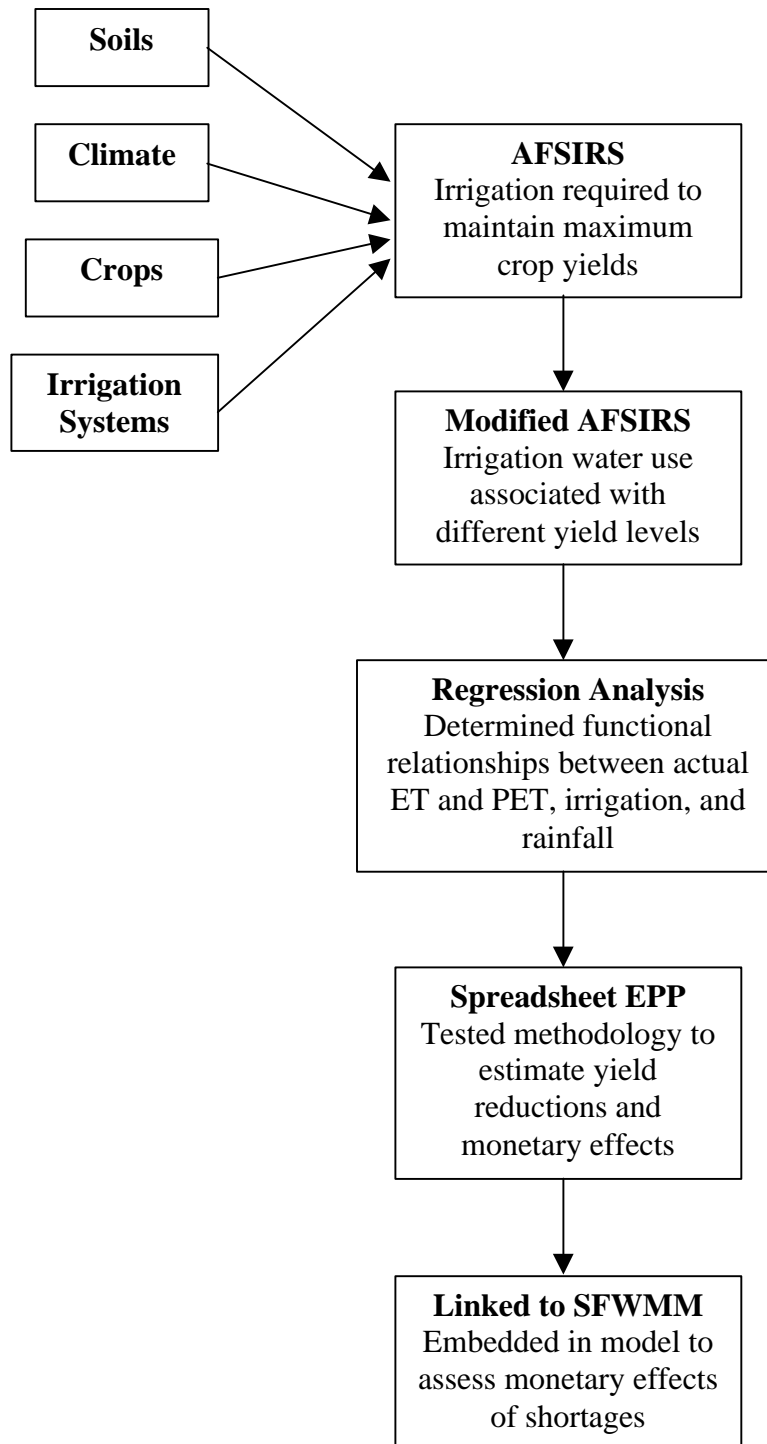 Soils
Climate
Crops
Irrigation
Systems
AFSIRS
Irrigation required to
maintain maximum
crop yields
Modified AFSIRS
Irrigation water use
associated with
different yield levels
Regression Analysis
Determined functional
relationships between actual
ET and PET, irrigation, and
rainfall
Spreadsheet EPP
Tested methodology to
estimate yield
reductions and
monetary effects
Linked to SFWMM
Embedded in model to
assess monetary effects
of shortages